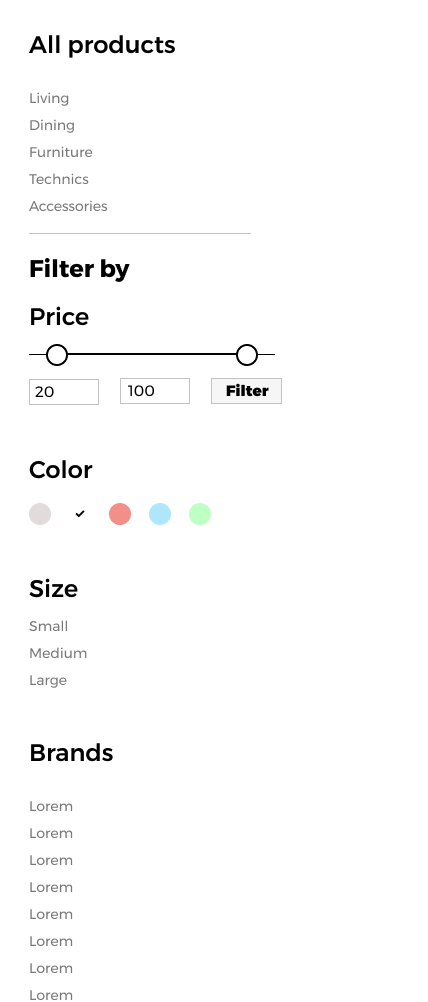 All products
Living
Dining
Furniture
Technics
Accessories
Filter by
Price
20 100 Filter
Color
Size
Small
Medium
Large
Brands
Lorem
Lorem
Lorem
Lorem
Lorem
Lorem
Lorem
Lorem